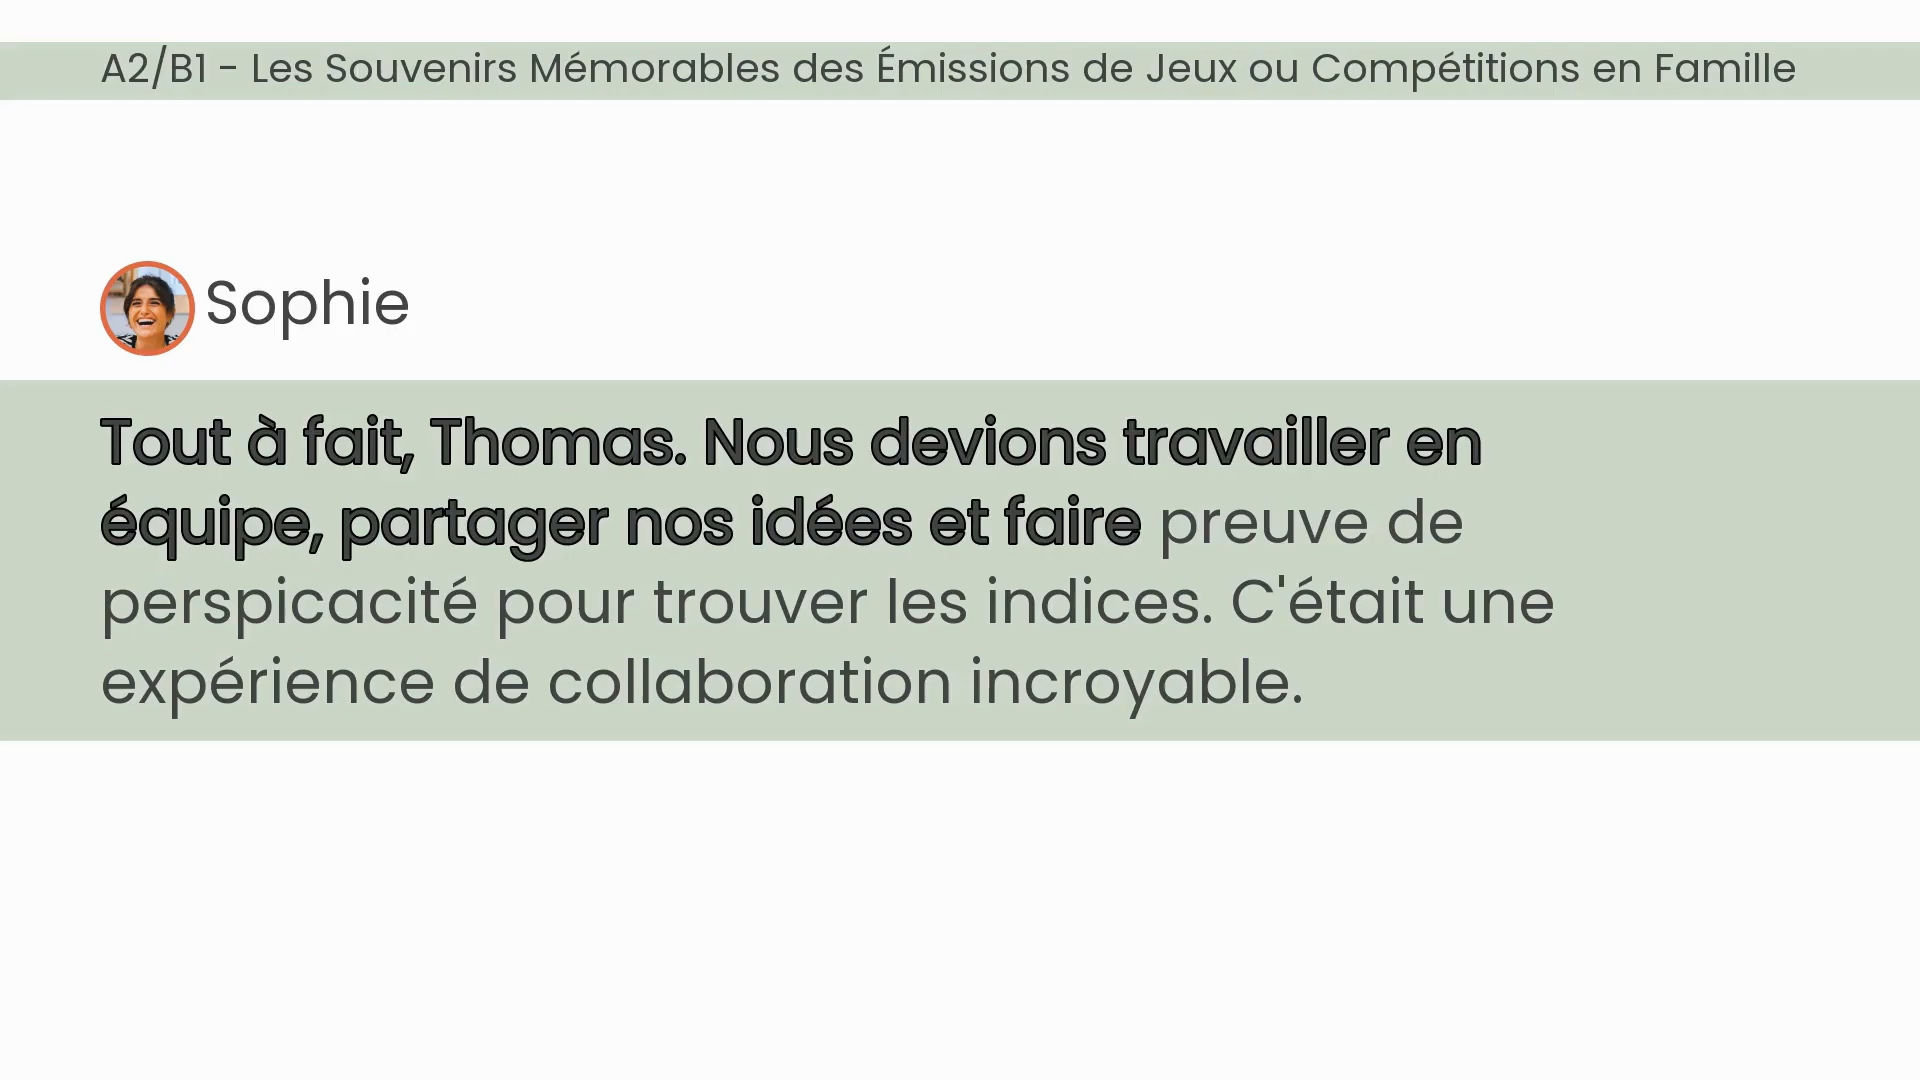 A2/B1 - Les Souvenirs Mémorables des Émissions de Jeux ou Compétitions en Famille
Sophie
Tout à fait, Thomas. Nous devions travailler en
équipe, partager nos idées et faire preuve de
perspicacité pour trouver les indices. C'était une
expérience de collaboration incroyable.